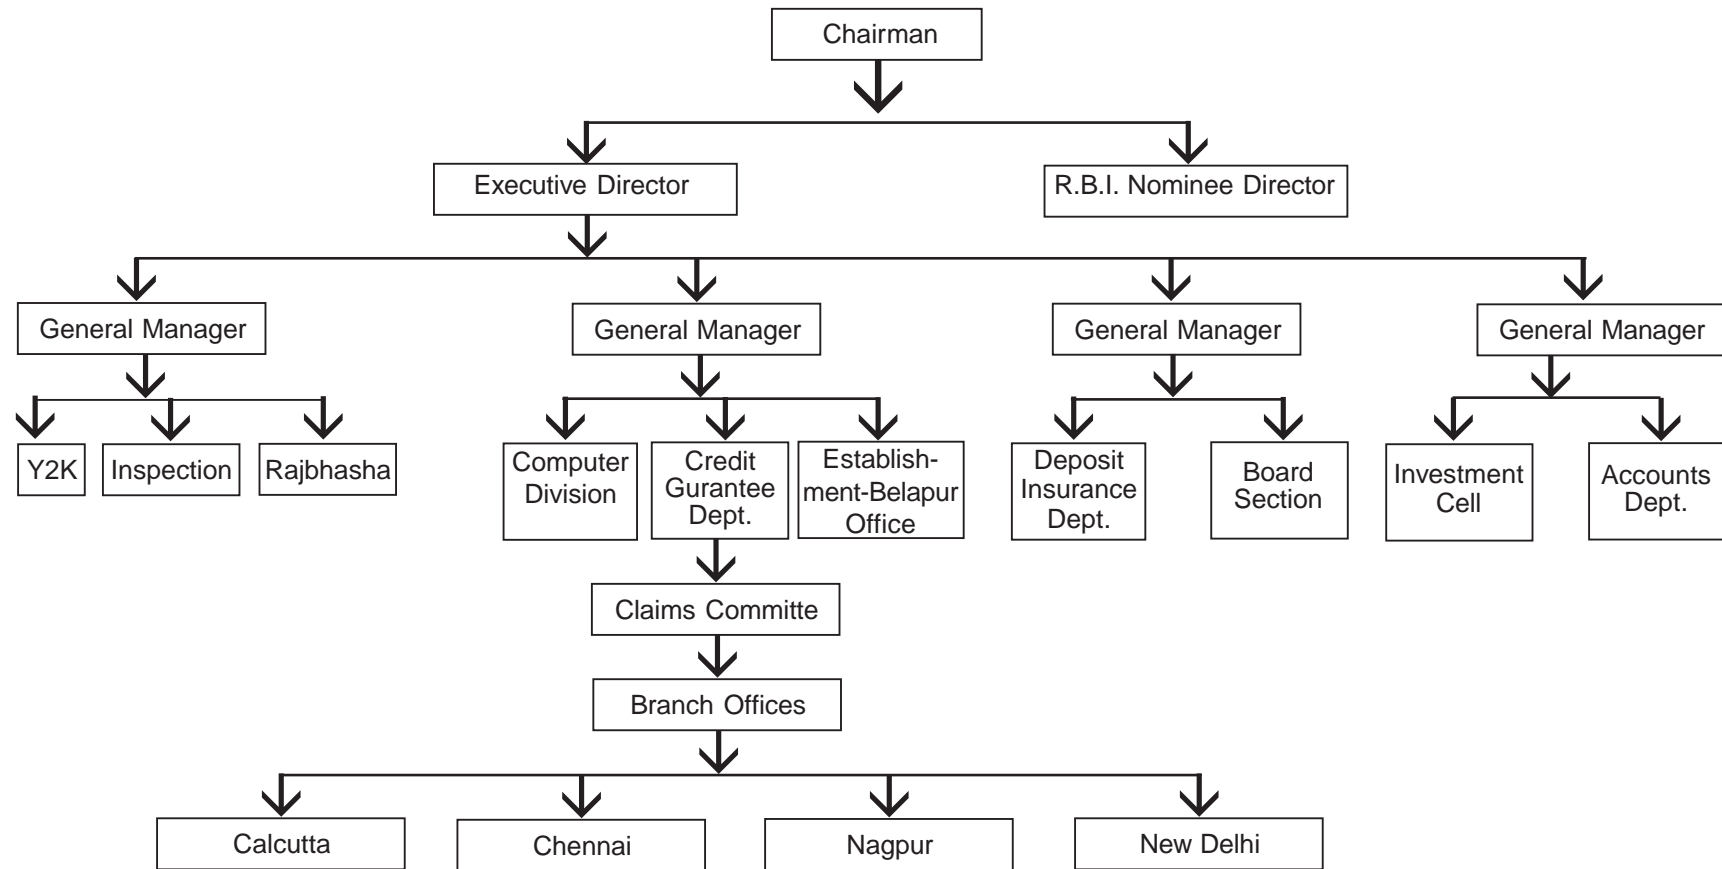 Chairman
Executive Director
R.B.I. Nominee Director
General Manager
General Manager
General Manager
General Manager
Y2K
Inspection
Rajbhasha
Computer
Division
Credit
Gurantee
Dept.
Establish-
ment-Belapur
Office
Deposit
Insurance
Dept.
Board
Section
Investment
Cell
Accounts
Dept.
Claims Committe
Branch Offices
Calcutta
Chennai
Nagpur
New Delhi